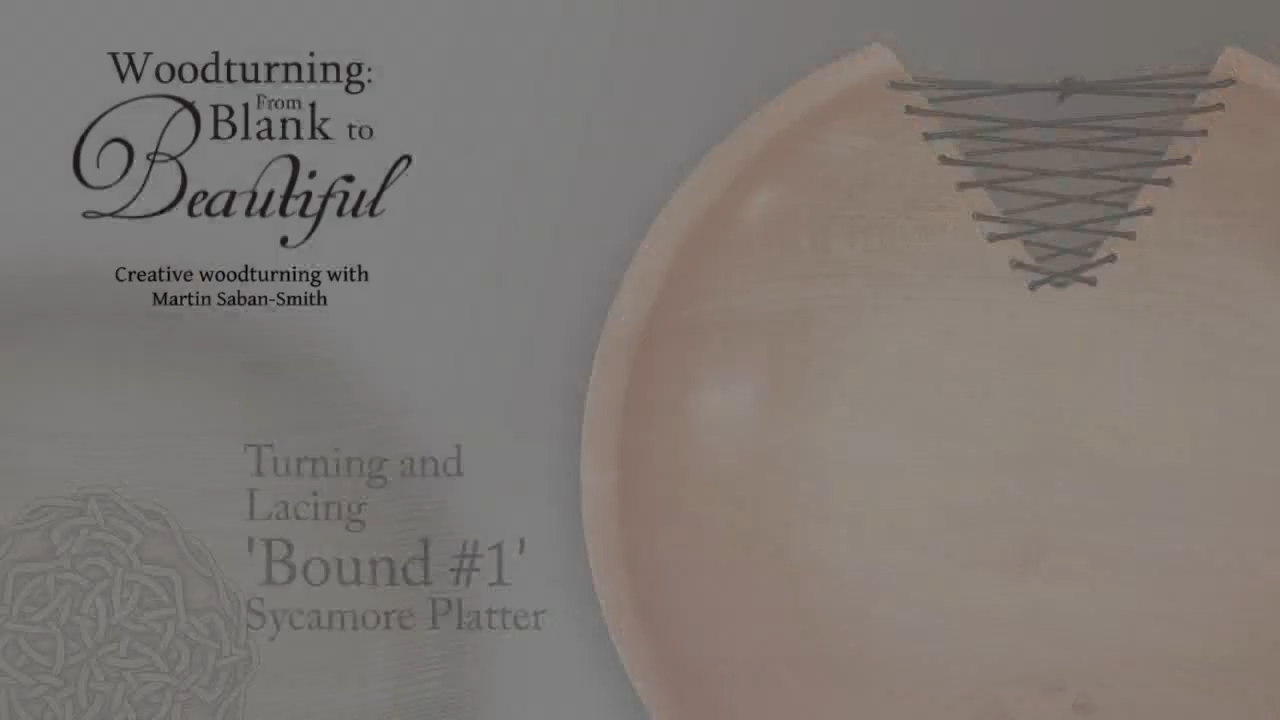 Woodturning:
From
Blank to
Beautiful
Creative woodturning with
Martin Saban-Smith
Turning and
Lacing
'Bound #1'
Sycamore Platter